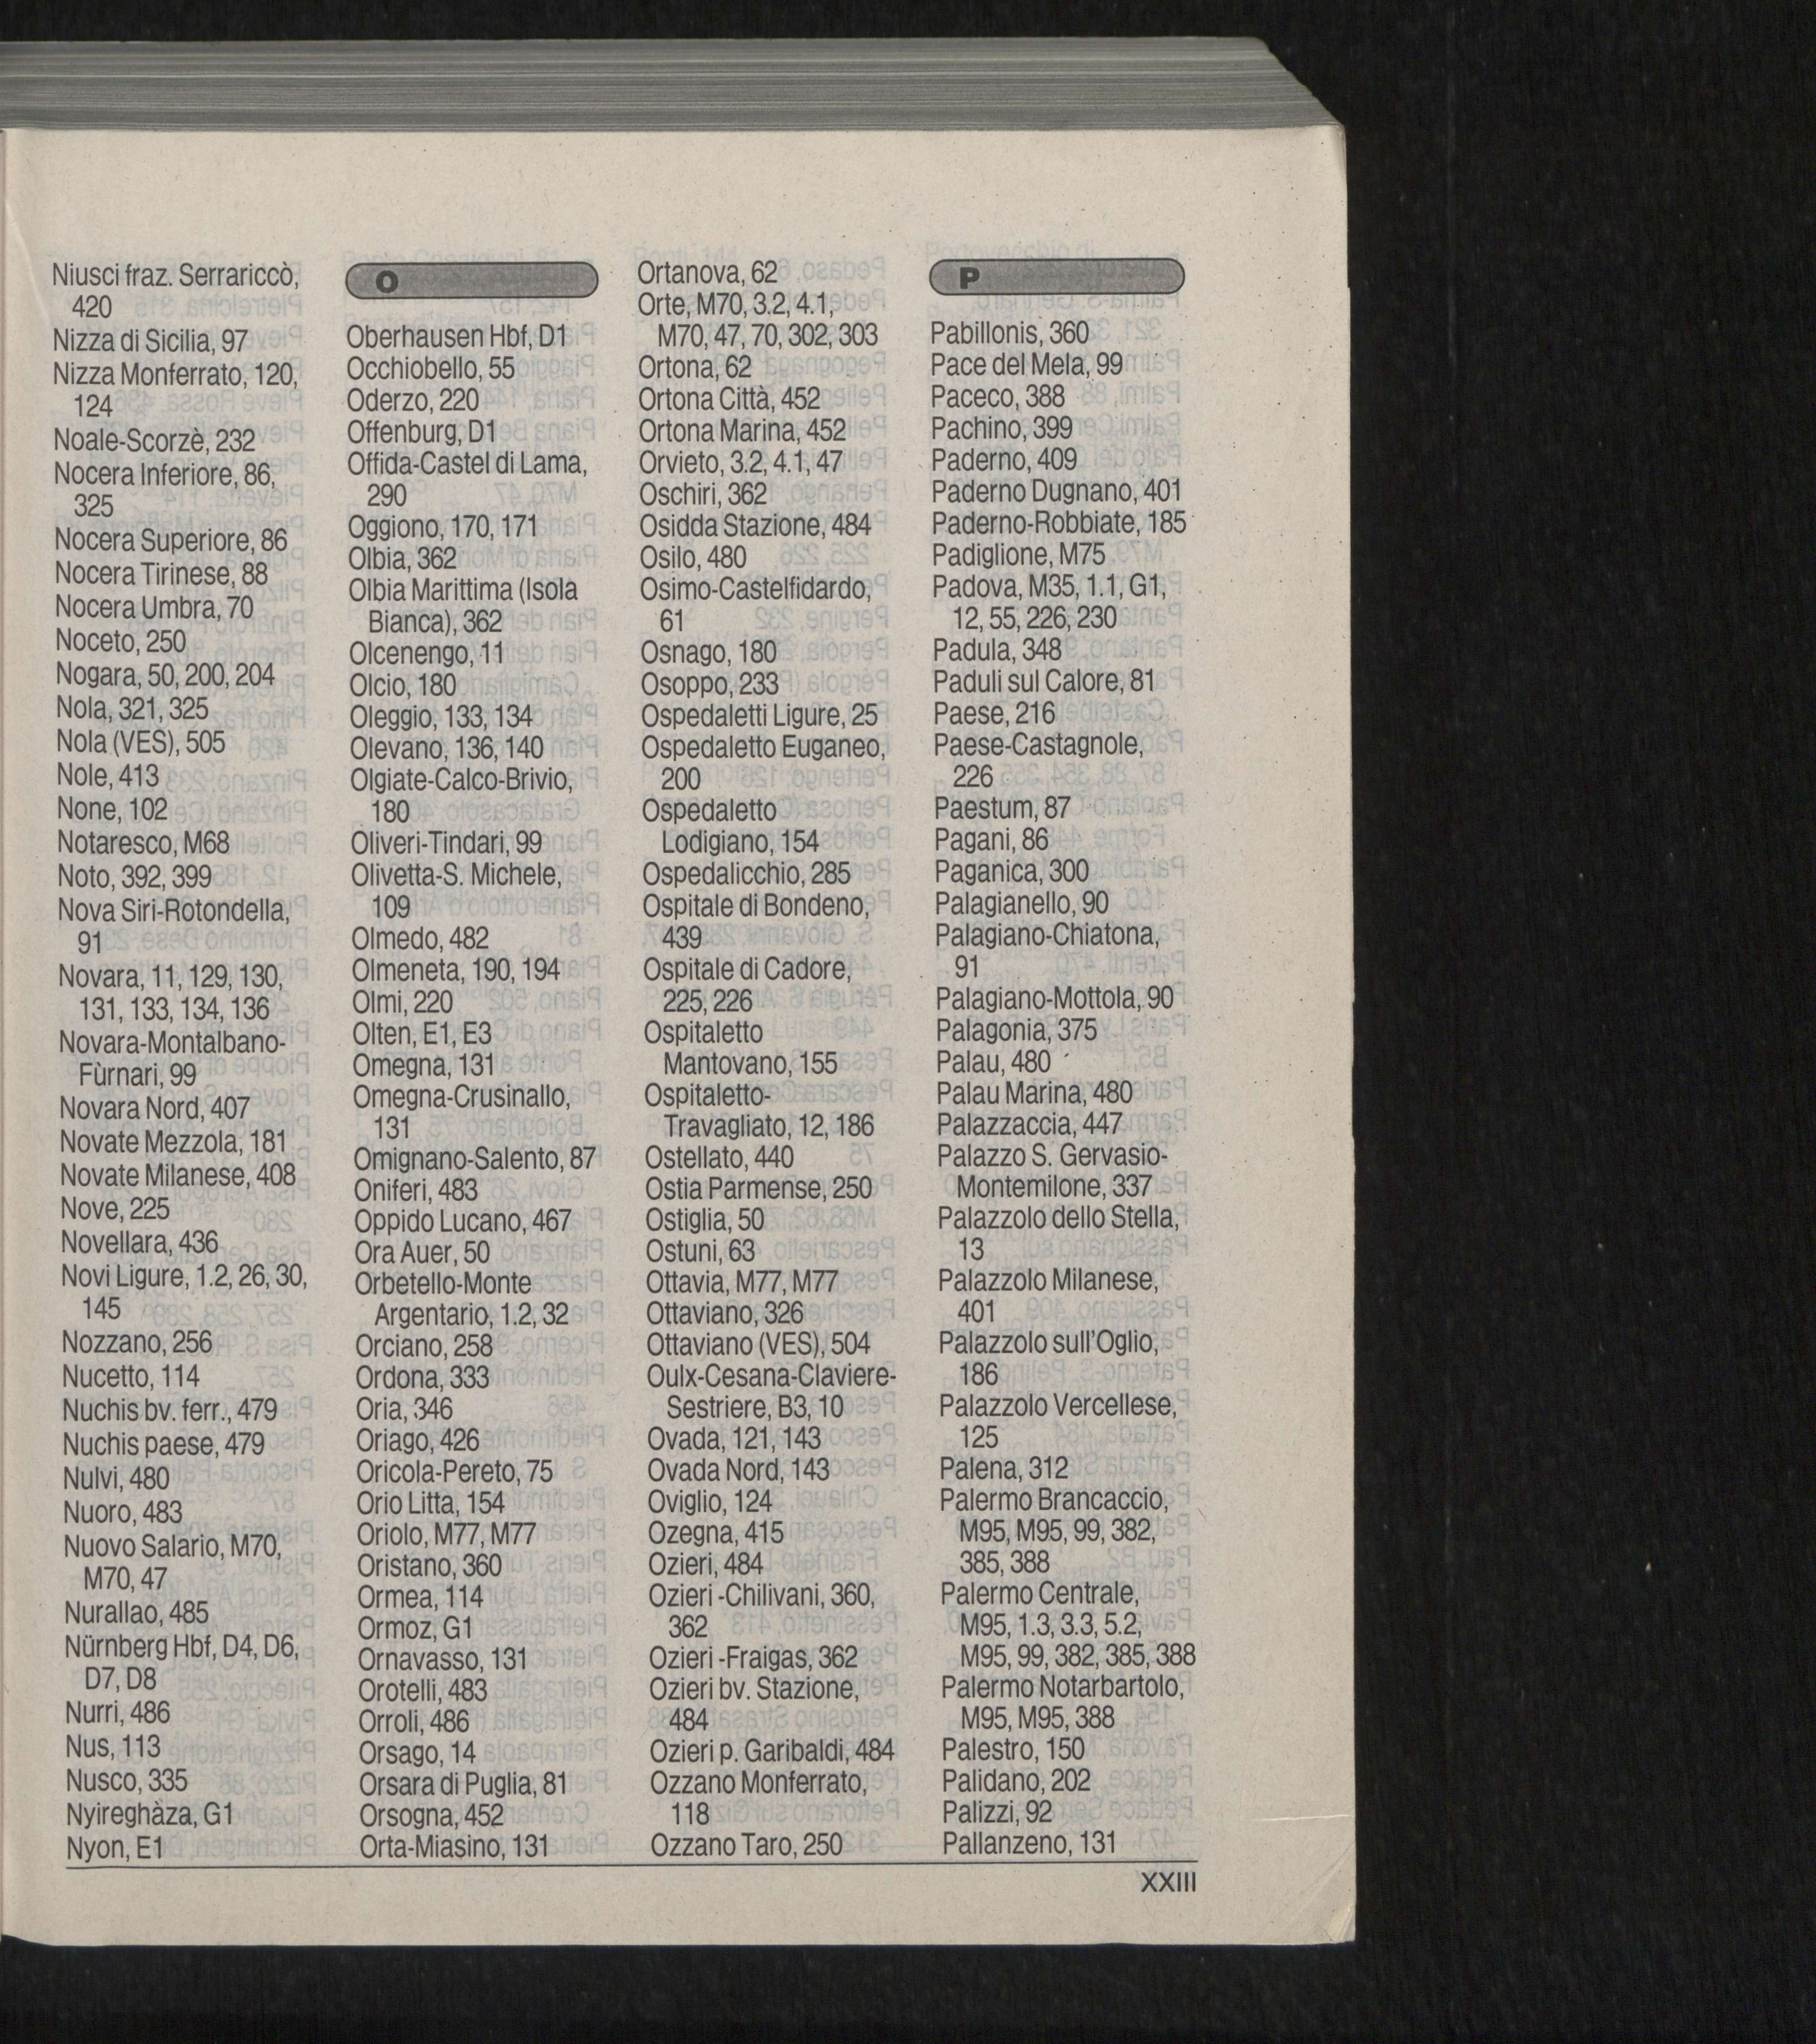 Niusci fraz. Serrariccò,
420
Nizza di Sicilia, 97
Nizza Monferrato, 120,
124
Noale-Scorzè, 232
Nocera Inferiore, 86,
325
Nocera Superiore, 86
Nocera Tirinese, 88
Nocera Umbra, 70
Noceto, 250
Nogara, 50, 200, 204
Nola, 321, 325
Nola (VES), 505
Nole, 413
None, 102
Notaresco, M68
Noto, 392, 399
Nova Siri-Rotondella,
91
Novara, 11, 129, 130,
131, 133, 134, 136
Novara-Montalbano-
Fùrnari, 99
Novara Nord, 407
Novate Mezzola, 181
Novate Milanese, 408
Nove, 225
Novellara, 436
Novi Ligure, 1.2, 26, 30,
145
Nozzano, 256
Nucetto, 114
Nuchis bv. ferr., 479
Nuchis paese, 479
Nulvi, 480
Nuoro, 483
Nuovo Salario, M70,
M70, 47
Nurallao, 485
Nürnberg Hbf, D4, D6,
D7, D8
Nurri, 486
Nus, 113
Nusco, 335
Nyireghàza, G1
Nyon, E1
O
Oberhausen Hbf, D1
Occhiobello, 55
Oderzo, 220
Offenburg, D1
Offida-Castel di Lama,
290
Oggiono, 170, 171
Olbia, 362
Olbia Marittima (Isola
Bianca), 362
Olcenengo, 11
Olcio, 180
Oleggio, 133, 134
Olevano, 136, 140
Olgiate-Calco-Brivio,
180
Oliveri-Tindari, 99
Olivetta-S. Michele,
109
Olmedo, 482
Olmeneta, 190, 194
Olmi, 220
Olten, E1, E3
Omegna, 131
Omegna-Crusinallo,
131
Omignano-Salento, 87
Oniferi, 483
Oppido Lucano, 467
Ora Auer, 50
Orbetello-Monte
Argentario, 1.2, 32
Orciano, 258
Ordona, 333
Oria, 346
Oriago, 426
Oricola-Pereto, 75
Orio Litta, 154
Oriolo, M77, M77
Oristano, 360
Ormea, 114
Ormoz, G1
Ornavasso, 131
Orotelli, 483
Orroli, 486
Orsago, 14
Orsara di Puglia, 81
Orsogna, 452
Orta-Miasino, 131
Ortanova, 62
Orte, M70, 3.2, 4.1,
M70, 47, 70, 302, 303
Ortona, 62
Ortona Città, 452
Ortona Marina, 452
Orvieto, 3.2, 4.1, 47
Oschiri, 362
Osidda Stazione, 484
Osilo, 480
Osimo-Castelfidardo,
61
Osnago, 180
Osoppo, 233
Ospedaletti Ligure, 25
Ospedaletto Euganeo,
200
Ospedaletto
Lodigiano, 154
Ospedalicchio, 285
Ospitale di Bondeno,
439
Ospitale di Cadore,
225, 226
Ospitaletto
Mantovano, 155
Ospitaletto-
Travagliato, 12, 186
Ostellato, 440
Ostia Parmense, 250
Ostiglia, 50
Ostuni, 63
Ottavia, M77, M77
Ottaviano, 326
Ottaviano (VES), 504
Oulx-Cesana-Claviere-
Sestriere, B3, 10
Ovada, 121, 143
Ovada Nord, 143
Oviglio, 124
Ozegna, 415
Ozieri, 484
Ozieri -Chilivani, 360,
362
Ozieri -Fraigas, 362
Ozieri bv. Stazione,
484
Ozieri p. Garibaldi, 484
Ozzano Monferrato,
118
Ozzano Taro, 250
P
Pabillonis, 360
Pace del Mela, 99
Paceco, 388
Pachino, 399
Paderno, 409
Paderno Dugnano, 401
Paderno-Robbiate, 185
Padiglione, M75
Padova, M35, 1.1, G1,
12, 55, 226, 230
Padula, 348
Paduli sul Calore, 81
Paese, 216
Paese-Castagnole,
226
Paestum, 87
Pagani, 86
Paganica, 300
Palagianello, 90
Palagiano-Chiatona,
91
Palagiano-Mottola, 90
Palagonia, 375
Palau, 480
Palau Marina, 480
Palazzaccia, 447
Palazzo S. Gervasio-
Montemilone, 337
Palazzolo dello Stella,
13
Palazzolo Milanese,
401
Palazzolo sull'Oglio,
186
Palazzolo Vercellese,
125
Palena, 312
Palermo Brancaccio,
M95, M95, 99, 382,
385, 388
Palermo Centrale,
M95, 1.3, 3.3, 5.2,
M95, 99, 382, 385, 388
Palermo Notarbartolo,
M95, M95, 388
Palestro, 150
Palidano, 202
Palizzi, 92
Pallanzeno, 131
XXIII